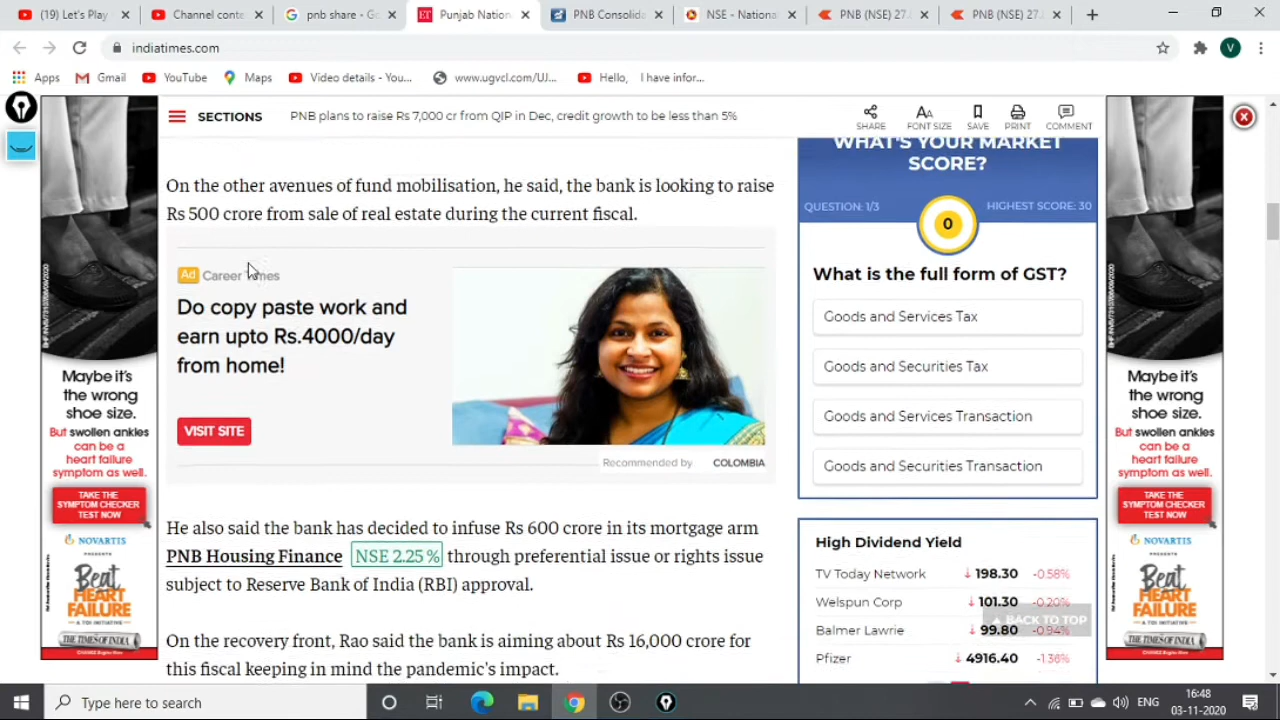 (19) Let's Play
Channel conte
pnb share - Go
Punjab Nation
PNB Consolida
NSE - Nationa
PNB (NSE) 27.
PNB (NSE) 27.
indiatimes.com
V
Apps
Gmail
YouTube
Maps
Video details - You...
www.ugvcl.com/UJ...
Hello, I have infor...
SECTIONS
PNB plans to raise Rs 7,000 cr from QIP in Dec, credit growth to be less than 5%
SHARE
FONT SIZE
SAVE
PRINT
COMMENT
On the other avenues of fund mobilisation, he said, the bank is looking to raise
Rs 500 crore from sale of real estate during the current fiscal.
Ad Career Times
Do copy paste work and
earn upto Rs.4000/day
from home!
VISIT SITE
Recommended by COLOMBIA
He also said the bank has decided to infuse Rs 600 crore in its mortgage arm
PNB Housing Finance NSE 2.25 % through preferential issue or rights issue
subject to Reserve Bank of India (RBI) approval.
On the recovery front, Rao said the bank is aiming about Rs 16,000 crore for
this fiscal keeping in mind the pandemic's impact.
WHAT'S YOUR MARKET
SCORE?
QUESTION: 1/3
0
HIGHEST SCORE: 30
What is the full form of GST?
Goods and Services Tax
Goods and Securities Tax
Goods and Services Transaction
Goods and Securities Transaction
High Dividend Yield
TV Today Network 198.30 -0.58%
Welspun Corp 101.30 -0.20%
BACK TO TOP
Balmer Lawrie 99.80
Pfizer 4916.40 -1.36%
Maybe it's
the wrong
shoe size.
But swollen ankles
can be a
heart failure
symptom as well.
TAKE THE
SYMPTOM CHECKER
TEST NOW
NOVARTIS
PRESENTS
Beat
HEART
FAILURE
A TOI INITIATIVE
THE TIMES OF INDIA
Maybe it's
the wrong
shoe size.
But swollen ankles
can be a
heart failure
symptom as well.
TAKE THE
SYMPTOM CHECKER
TEST NOW
NOVARTIS
PRESENTS
Beat
HEART
FAILURE
A TOI INITIATIVE
THE TIMES OF INDIA
Type here to search
ENG
16:48
03-11-2020